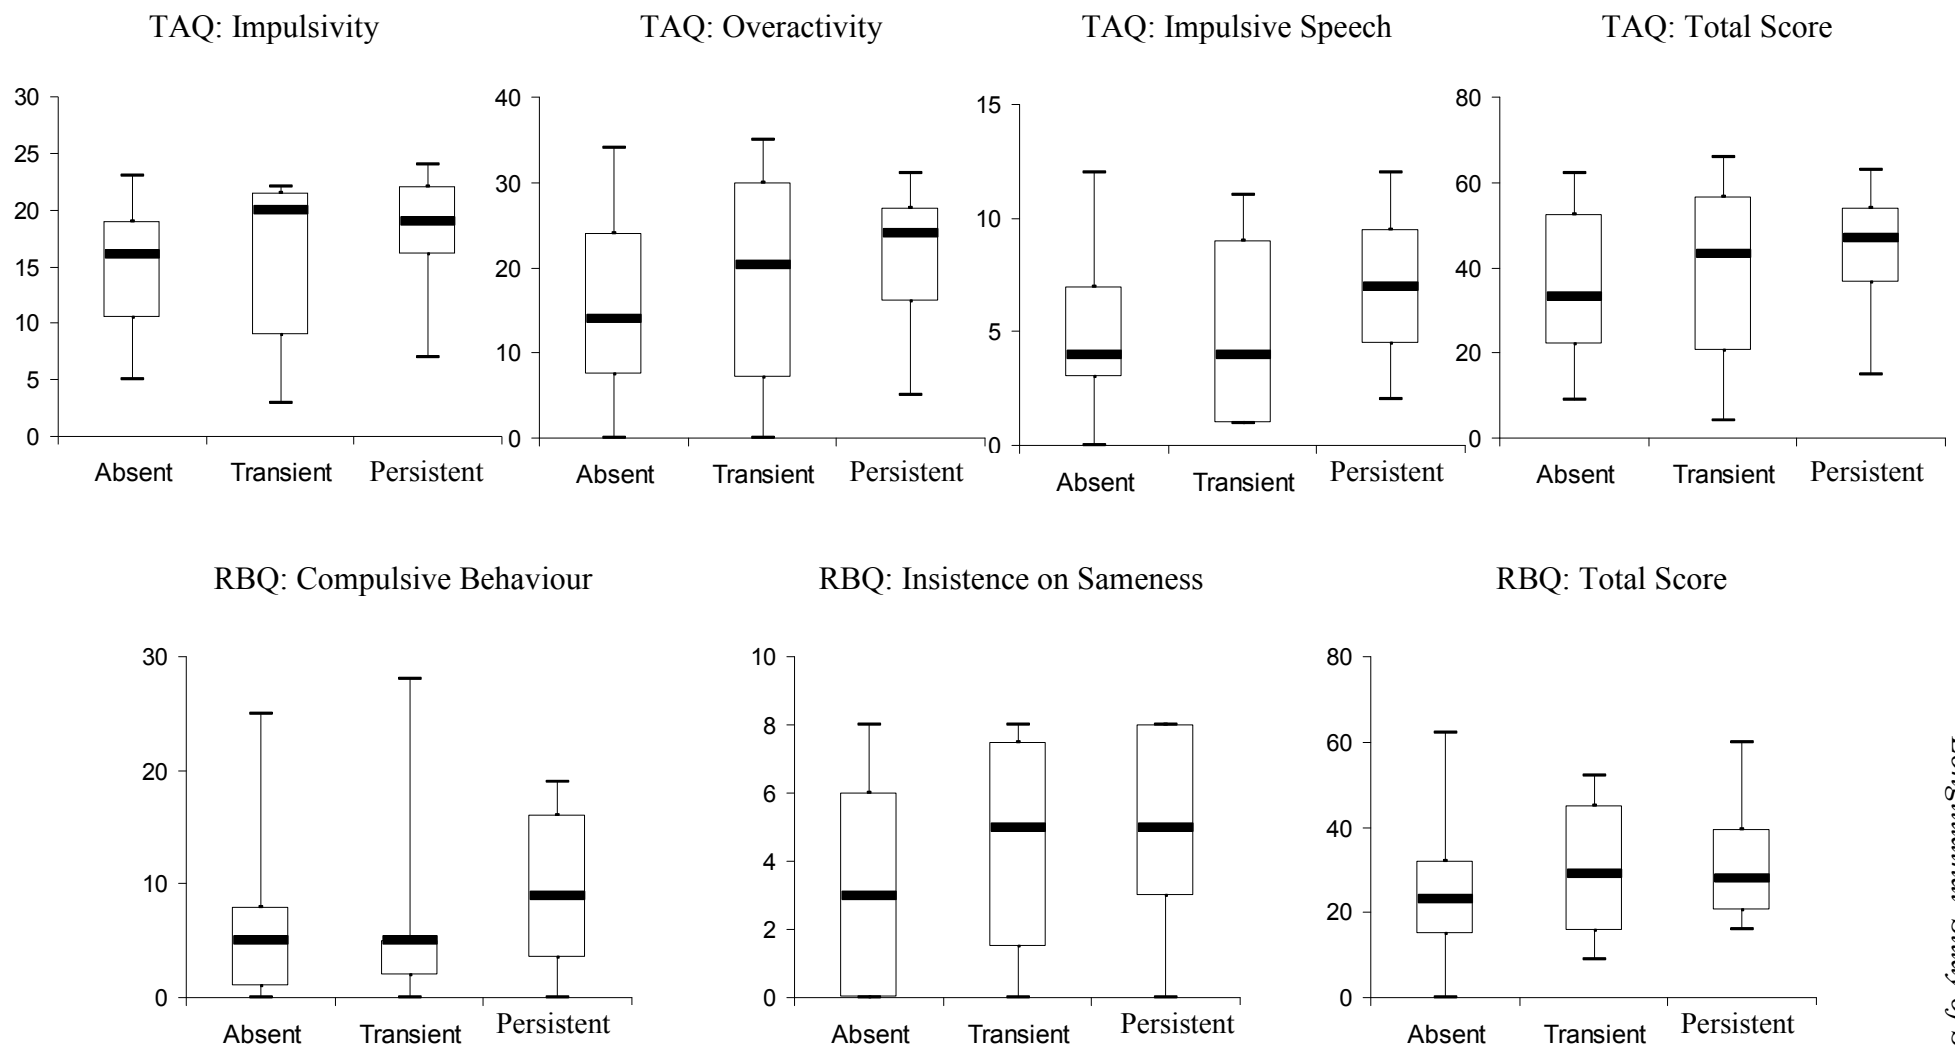 TAQ: Impulsivity
TAQ: Overactivity
TAQ: Impulsive Speech
TAQ: Total Score
30
25
20
15
10
5
0
Absent Transient Persistent
40
30
20
10
0
Absent Transient Persistent
15
10
5
0
Absent Transient Persistent
80
60
40
20
0
Absent Transient Persistent
RBQ: Compulsive Behaviour
RBQ: Insistence on Sameness
RBQ: Total Score
30
20
10
0
Absent Transient Persistent
10
8
6
4
2
0
Absent Transient Persistent
80
60
40
20
0
Absent Transient Persistent